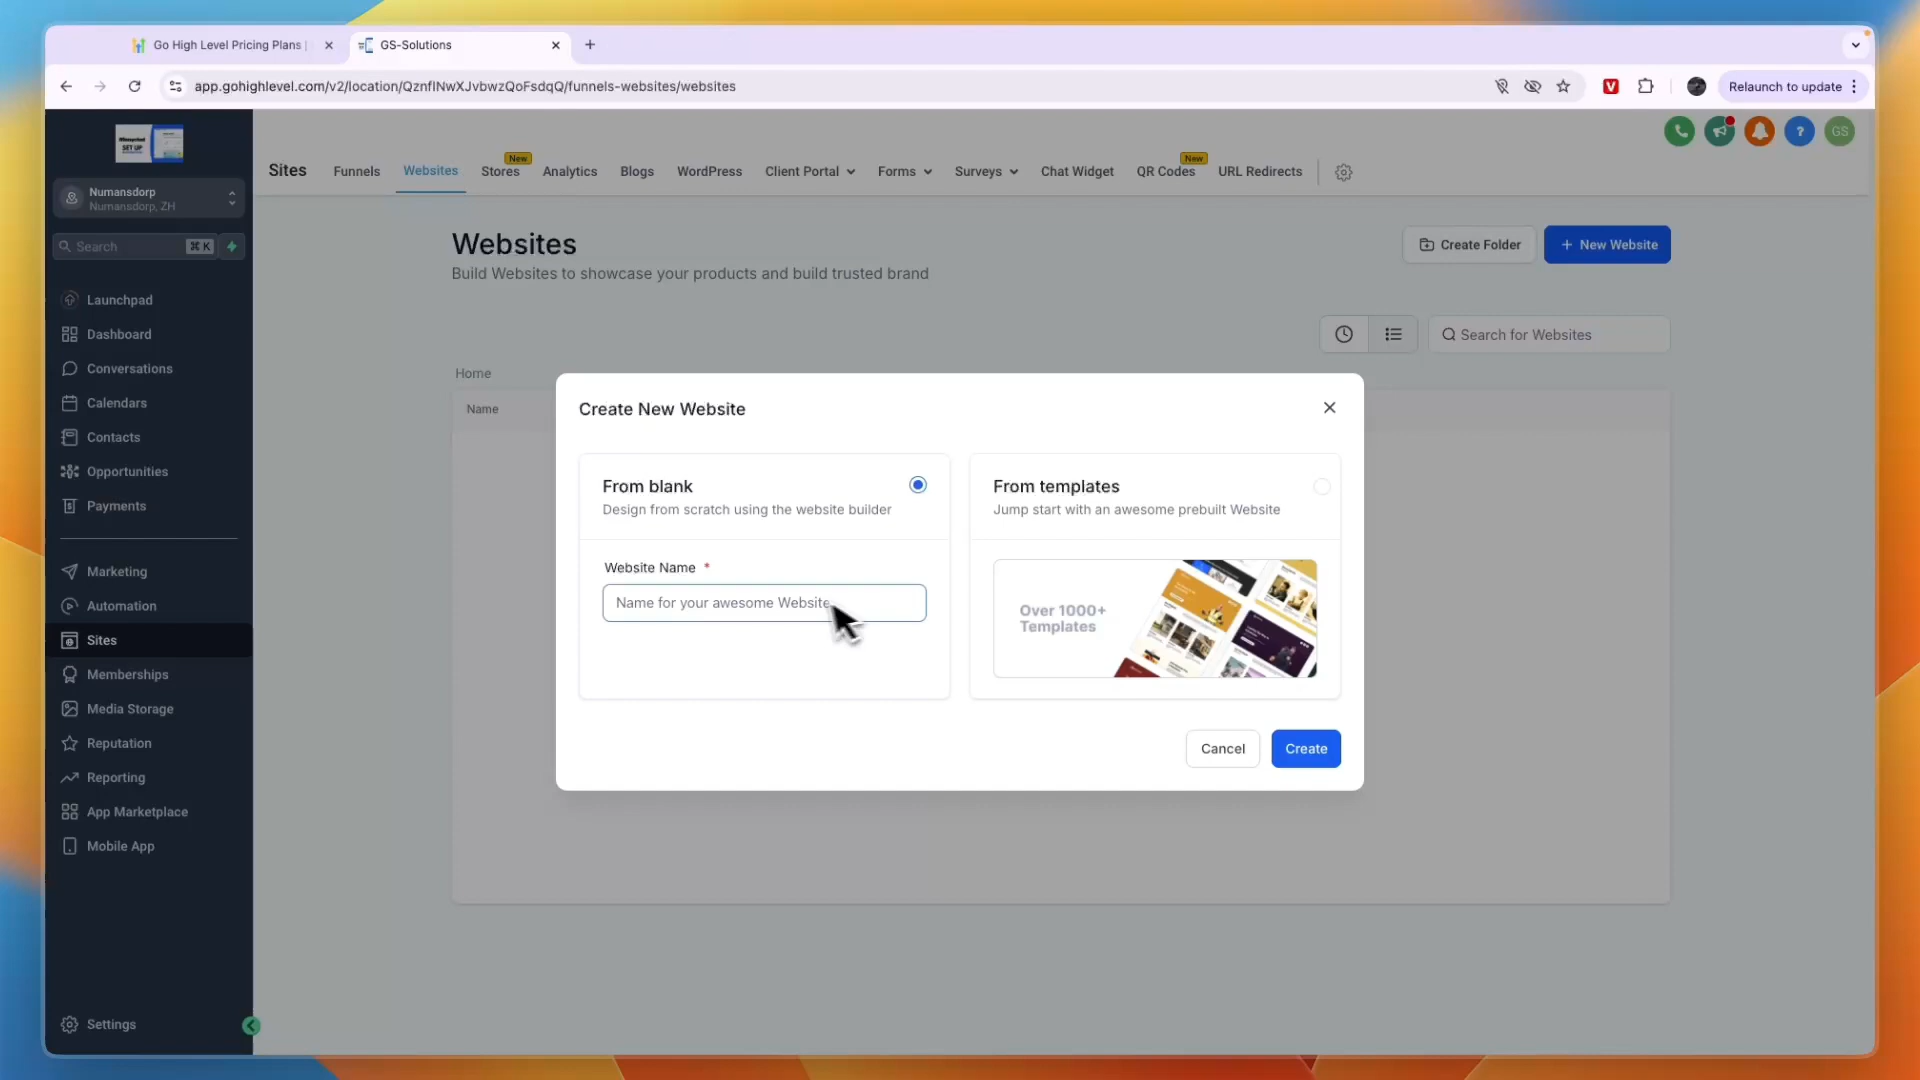 Go High Level Pricing Plans |
GS-Solutions
app.gohighlevel.com/v2/location/QznflNwXJvbwzQoFsdqQ/funnels-websites/websites
Relaunch to update
SET UP
Numansdorp
Numansdorp, ZH
Search ⌘ K
Launchpad
Dashboard
Conversations
Calendars
Contacts
Opportunities
Payments
Marketing
Automation
Sites
Memberships
Media Storage
Reputation
Reporting
App Marketplace
Mobile App
Settings
GS
New
New
Sites Funnels Websites Stores Analytics Blogs WordPress Client Portal Forms Surveys Chat Widget QR Codes URL Redirects
Websites
Build Websites to showcase your products and build trusted brand
Create Folder
+ New Website
Search for Websites
Home
Name
Create New Website
From blank
Design from scratch using the website builder
Website Name *
Name for your awesome Website
From templates
Jump start with an awesome prebuilt Website
Over 1000+
Templates
Cancel
Create